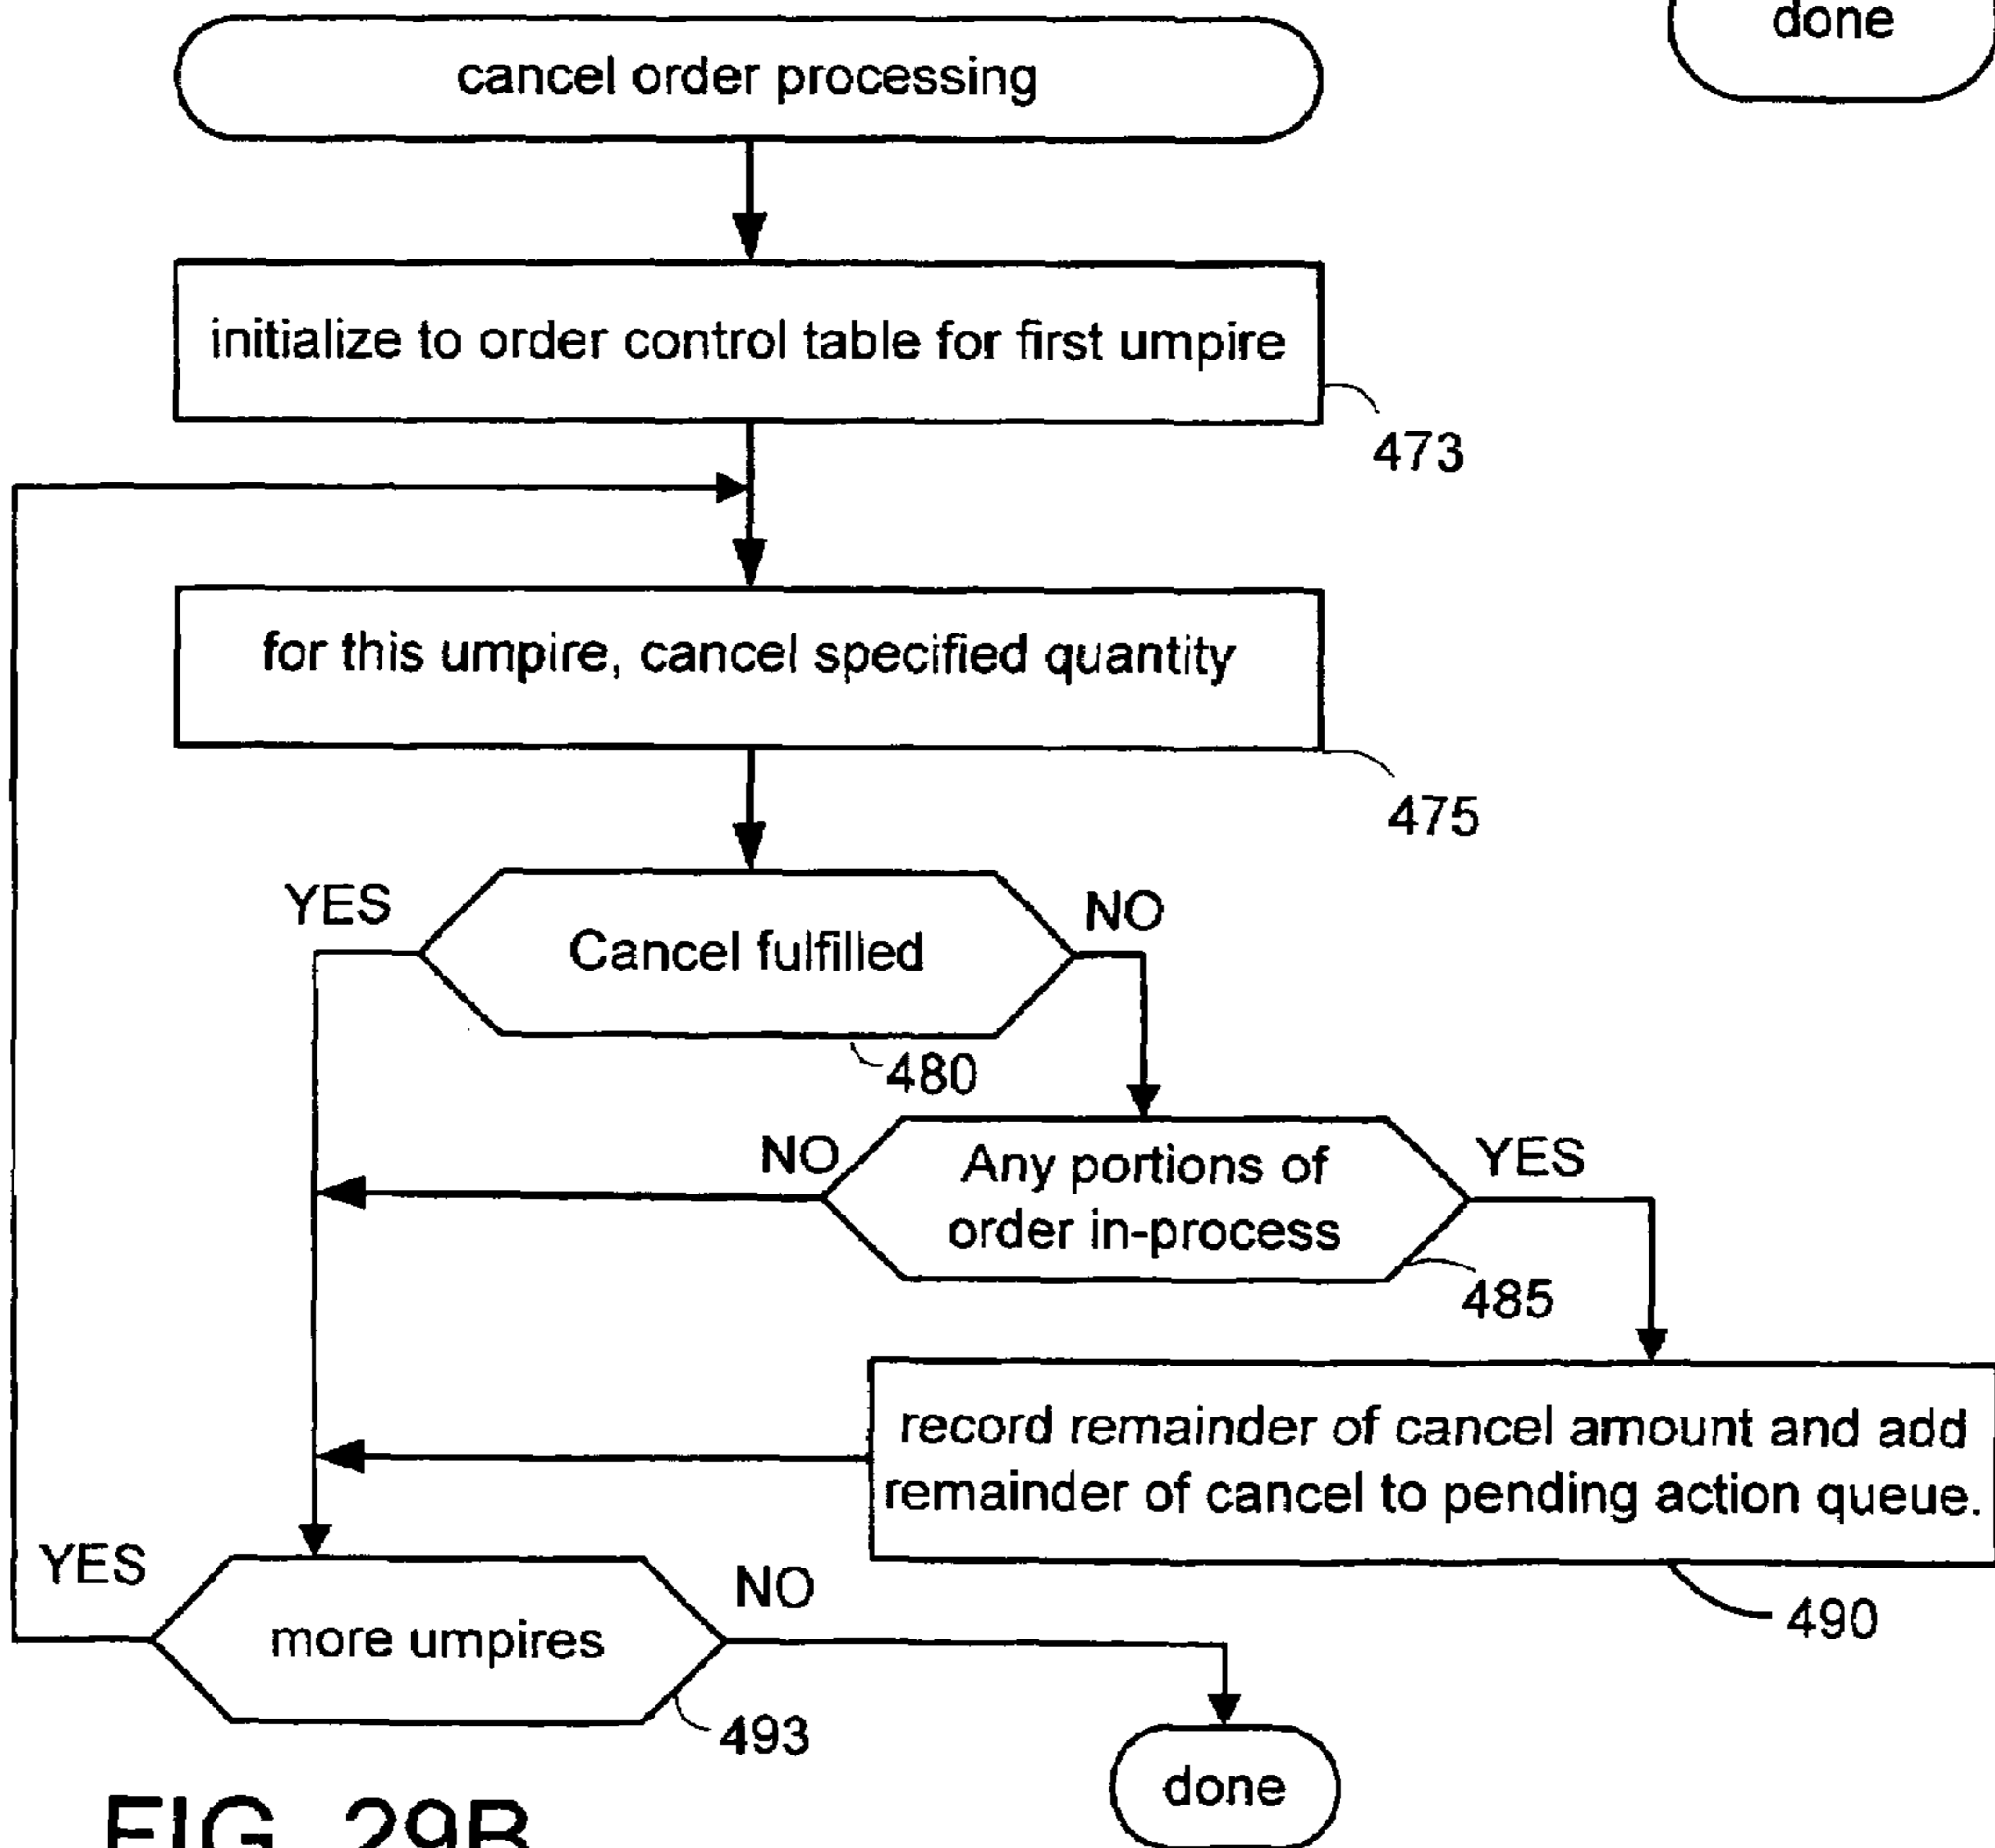 done
cancel order processing
initialize to order control table for first umpire
473
for this umpire, cancel specified quantity
475
YES
NO
Cancel fulfilled
480
NO
YES
Any portions of
order in-process
485
record remainder of cancel amount and add
remainder of cancel to pending action queue.
490
YES
NO
more umpires
493
done
FIG. 29B